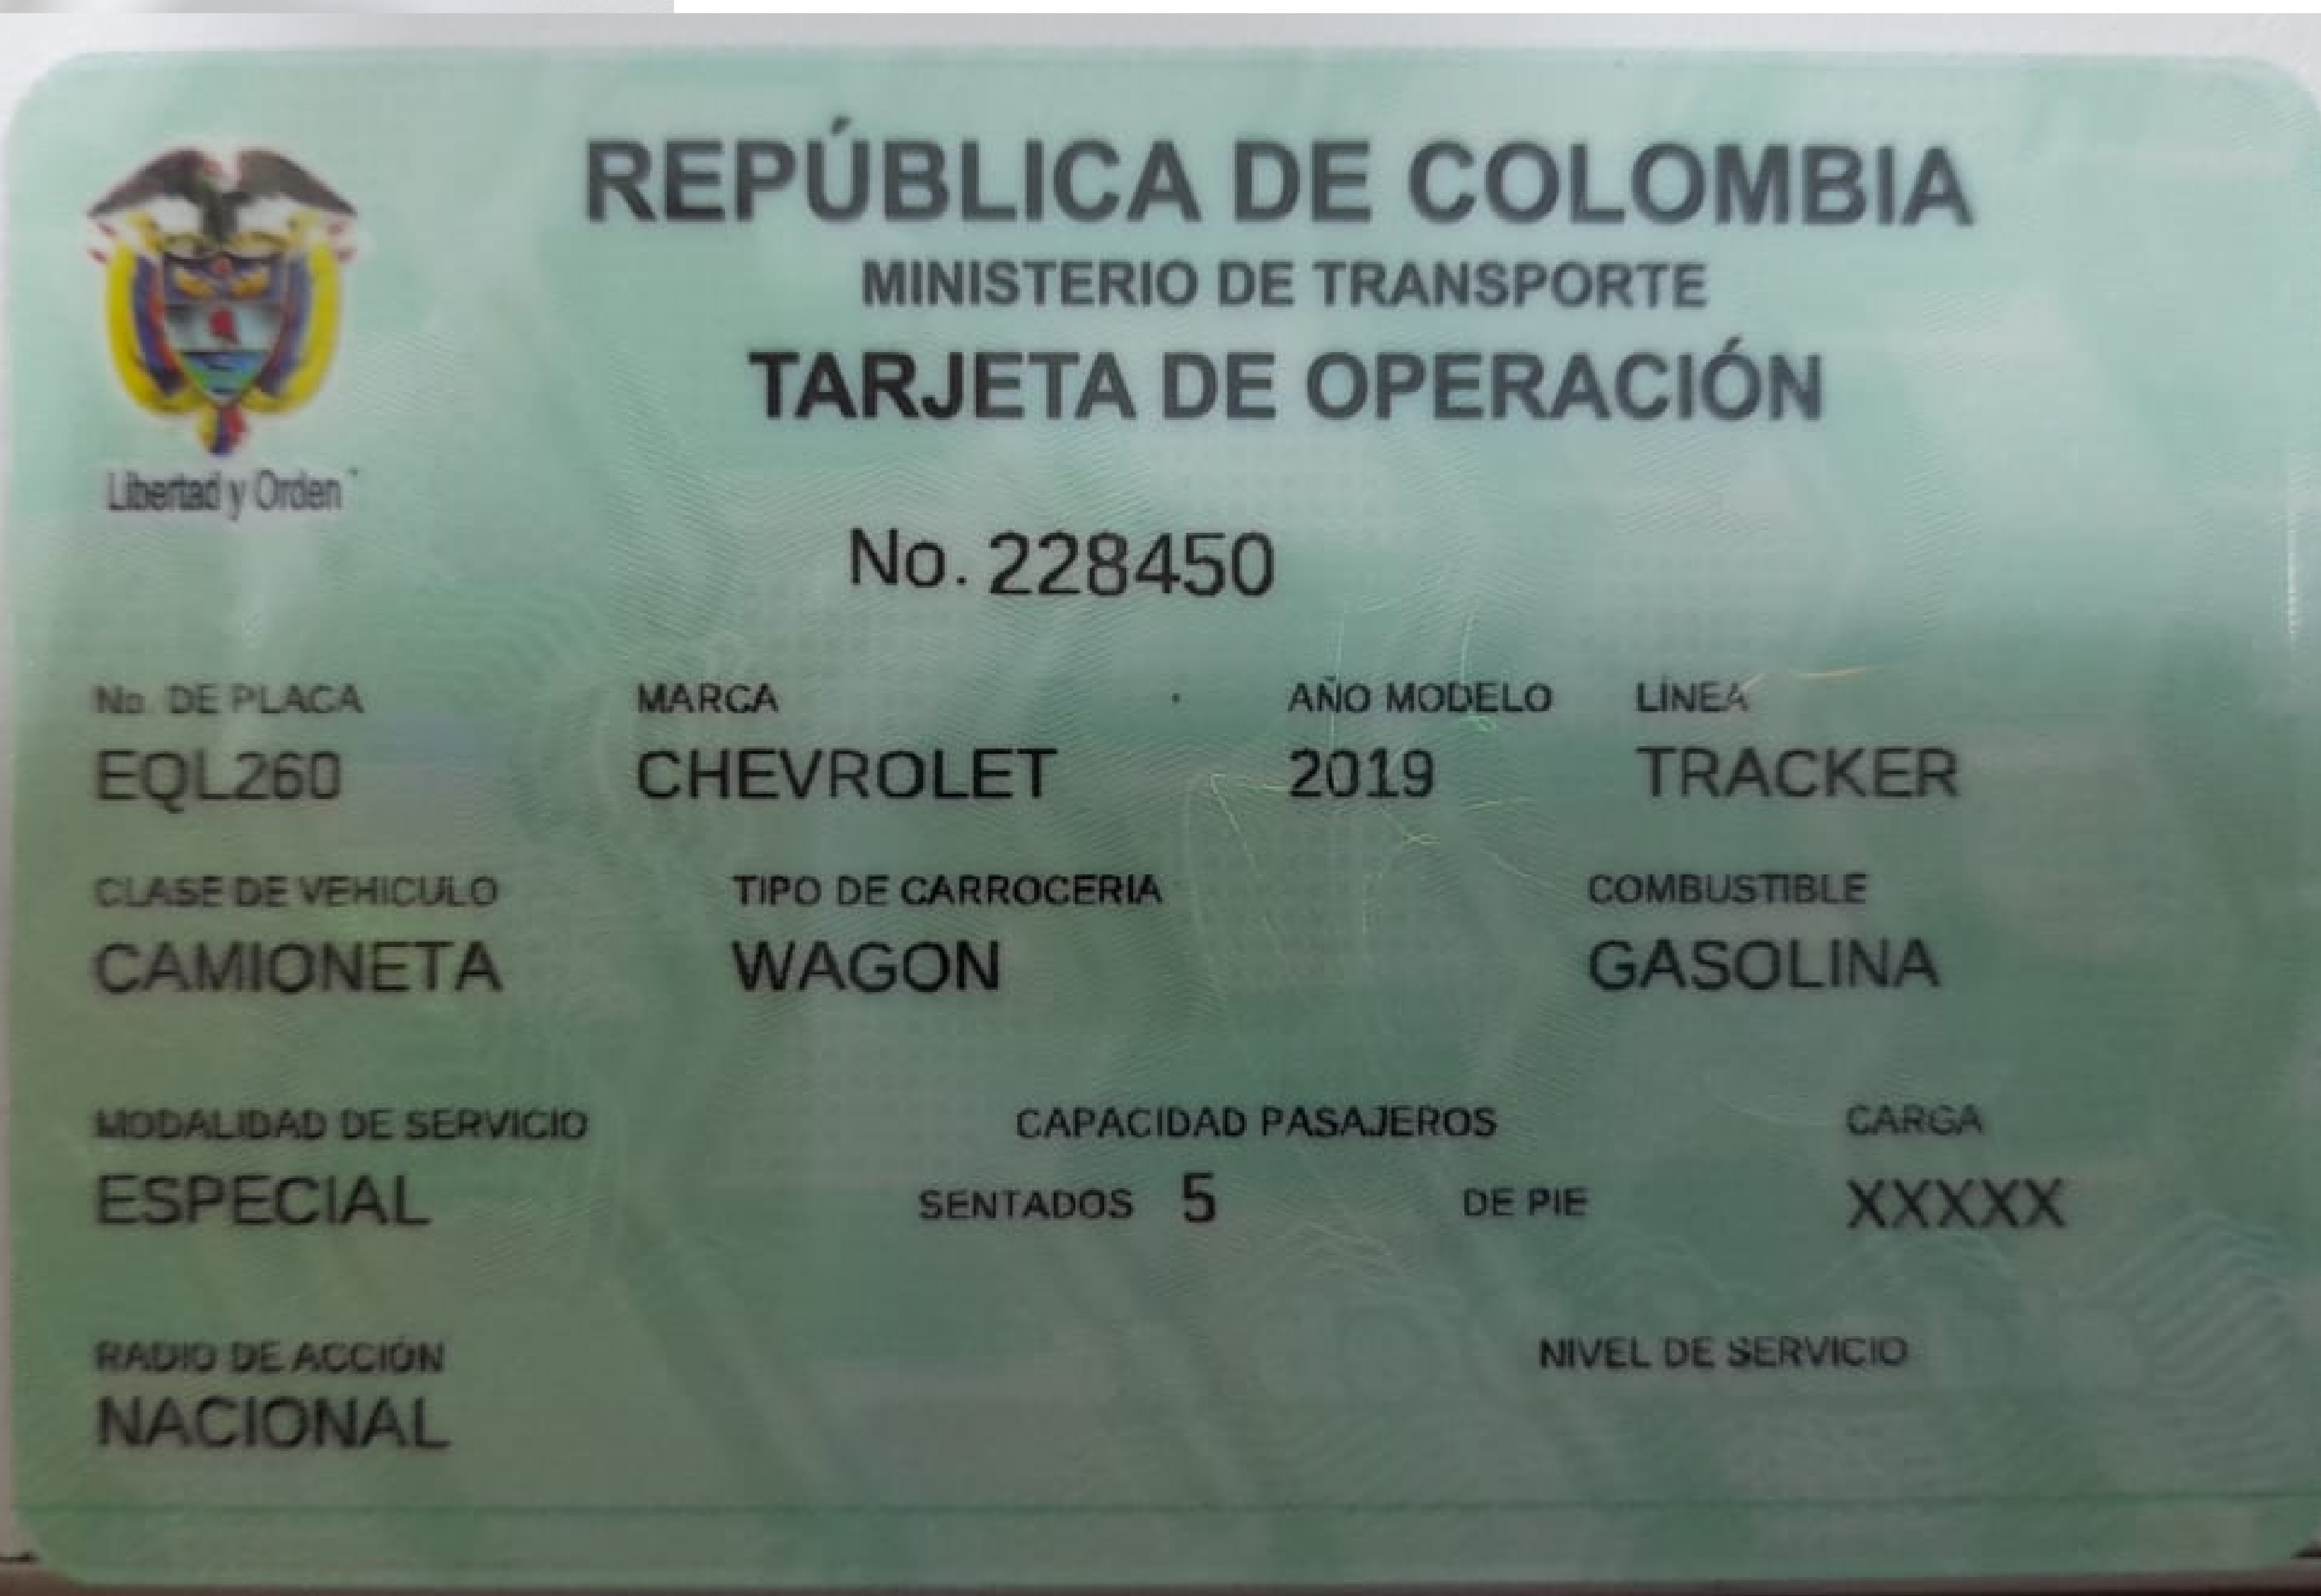 REPÚBLICA DE COLOMBIA
MINISTERIO DE TRANSPORTE
TARJETA DE OPERACIÓN
Libertad y Orden
No. 228450
No. DE PLACA MARCA AÑO MODELO LÍNEA
EQL260 CHEVROLET 2019 TRACKER
CLASE DE VEHICULO TIPO DE CARROCERIA COMBUSTIBLE
CAMIONETA WAGON GASOLINA
MODALIDAD DE SERVICIO CAPACIDAD PASAJEROS CARGA
ESPECIAL SENTADOS 5 DE PIE XXXXX
RADIO DE ACCIÓN NIVEL DE SERVICIO
NACIONAL